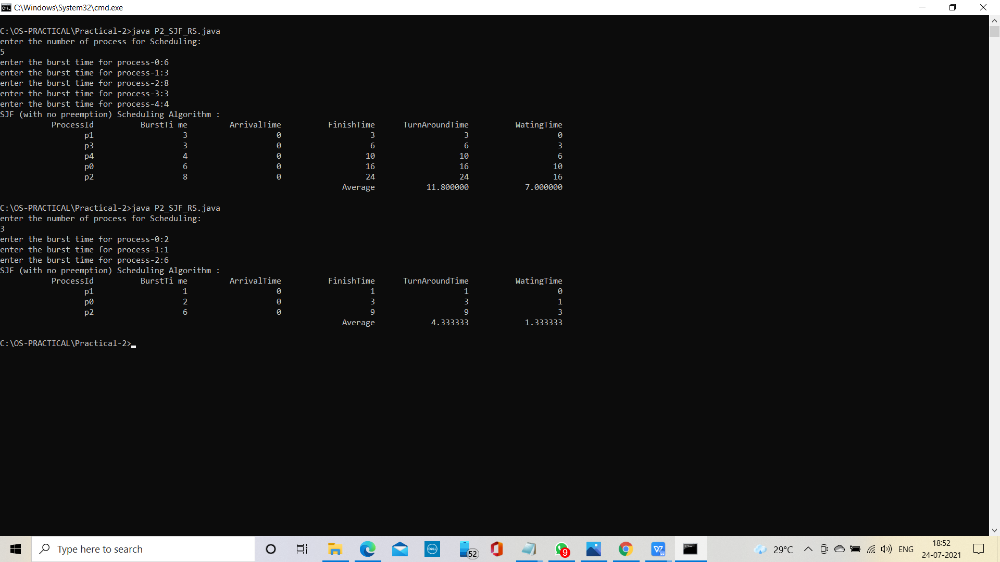 C:\Windows\System32\cmd.exe
C:\OS-PRACTICAL\Practical-2>java P2_SJF_RS.java
enter the number of process for Scheduling:
5
enter the burst time for process-0:6
enter the burst time for process-1:3
enter the burst time for process-2:8
enter the burst time for process-3:3
enter the burst time for process-4:4
SJF (with no preemption) Scheduling Algorithm :
ProcessId BurstTi me ArrivalTime FinishTime TurnAroundTime WatingTime
p1 3 0 3 3 0
p3 3 0 6 6 3
p4 4 0 10 10 6
p0 6 0 16 16 10
p2 8 0 24 24 16
Average 11.800000 7.000000
C:\OS-PRACTICAL\Practical-2>java P2_SJF_RS.java
enter the number of process for Scheduling:
3
enter the burst time for process-0:2
enter the burst time for process-1:1
enter the burst time for process-2:6
SJF (with no preemption) Scheduling Algorithm :
ProcessId BurstTi me ArrivalTime FinishTime TurnAroundTime WatingTime
p1 1 0 1 1 0
p0 2 0 3 3 1
p2 6 0 9 9 3
Average 4.333333 1.333333
C:\OS-PRACTICAL\Practical-2>
Type here to search DELL 52 9 29°C ENG 18:52
24-07-2021